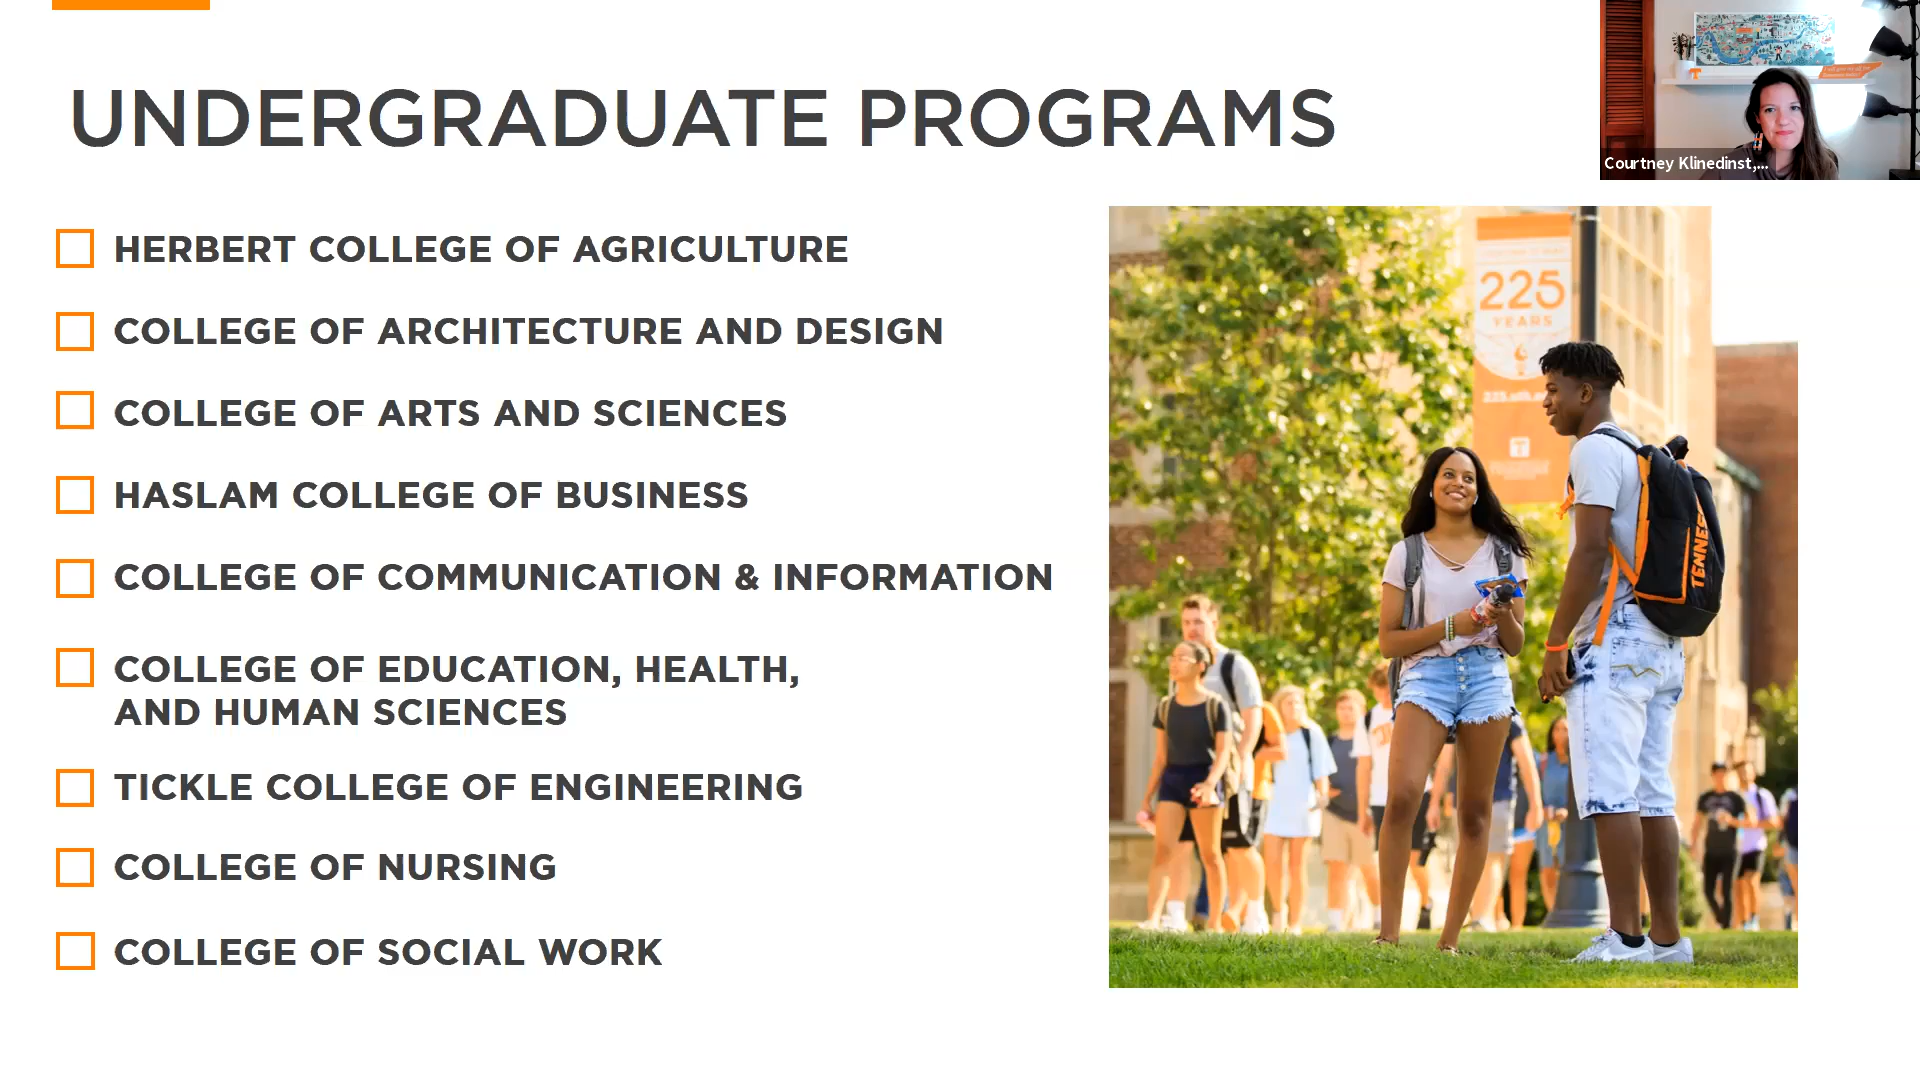 UNDERGRADUATE PROGRAMS
Courtney Klinedinst,...
HERBERT COLLEGE OF AGRICULTURE
COLLEGE OF ARCHITECTURE AND DESIGN
COLLEGE OF ARTS AND SCIENCES
HASLAM COLLEGE OF BUSINESS
COLLEGE OF COMMUNICATION & INFORMATION
COLLEGE OF EDUCATION, HEALTH,
AND HUMAN SCIENCES
TICKLE COLLEGE OF ENGINEERING
COLLEGE OF NURSING
COLLEGE OF SOCIAL WORK
225
YEARS
T
TENNES